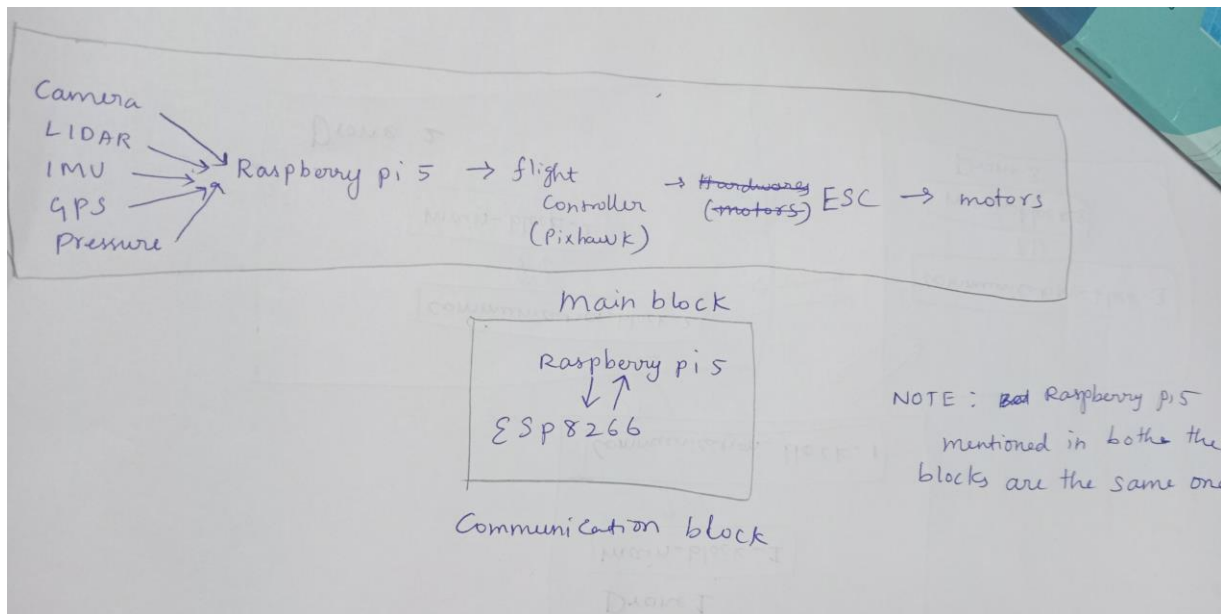 Camera
LIDAR
IMU
GPS
Pressure
Raspberry pi 5 → flight
Controller
(Pixhawk)
→ Hardwares
(motors) ESC → motors
Main block
Raspberry pi 5
ESP8266
Communication block
NOTE : Raspberry pi 5
mentioned in bothe the
blocks are the same one